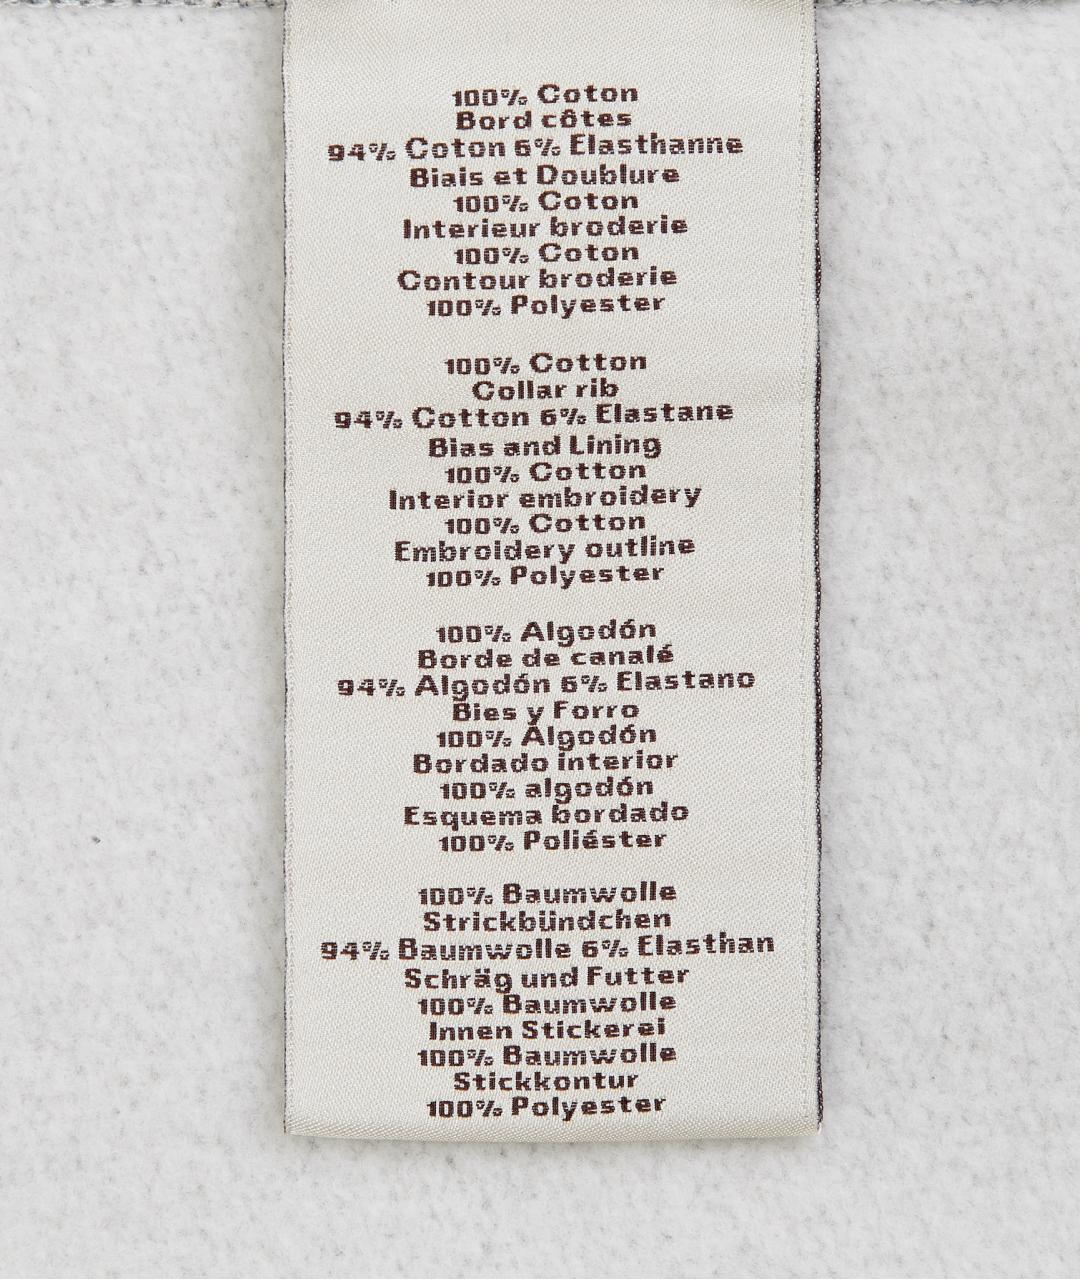 100% Coton
Bord côtes
94% Coton 6% Elasthanne
Biais et Doublure
100% Coton
Interieur broderie
100% Coton
Contour broderie
100% Polyester
100% Cotton
Collar rib
94% Cotton 6% Elastane
Bias and Lining
100% Cotton
Interior embroidery
100% Cotton
Embroidery outline
100% Polyester
100% Algodón
Borde de canalé
94% Algodón 6% Elastano
Bies y Forro
100% Algodón
Bordado interior
100% algodón
Esquema bordado
100% Poliéster
100% Baumwolle
Strickbündchen
94% Baumwolle 6% Elasthan
Schräg und Futter
100% Baumwolle
Innen Stickerei
100% Baumwolle
Stickkontur
100% Polyester